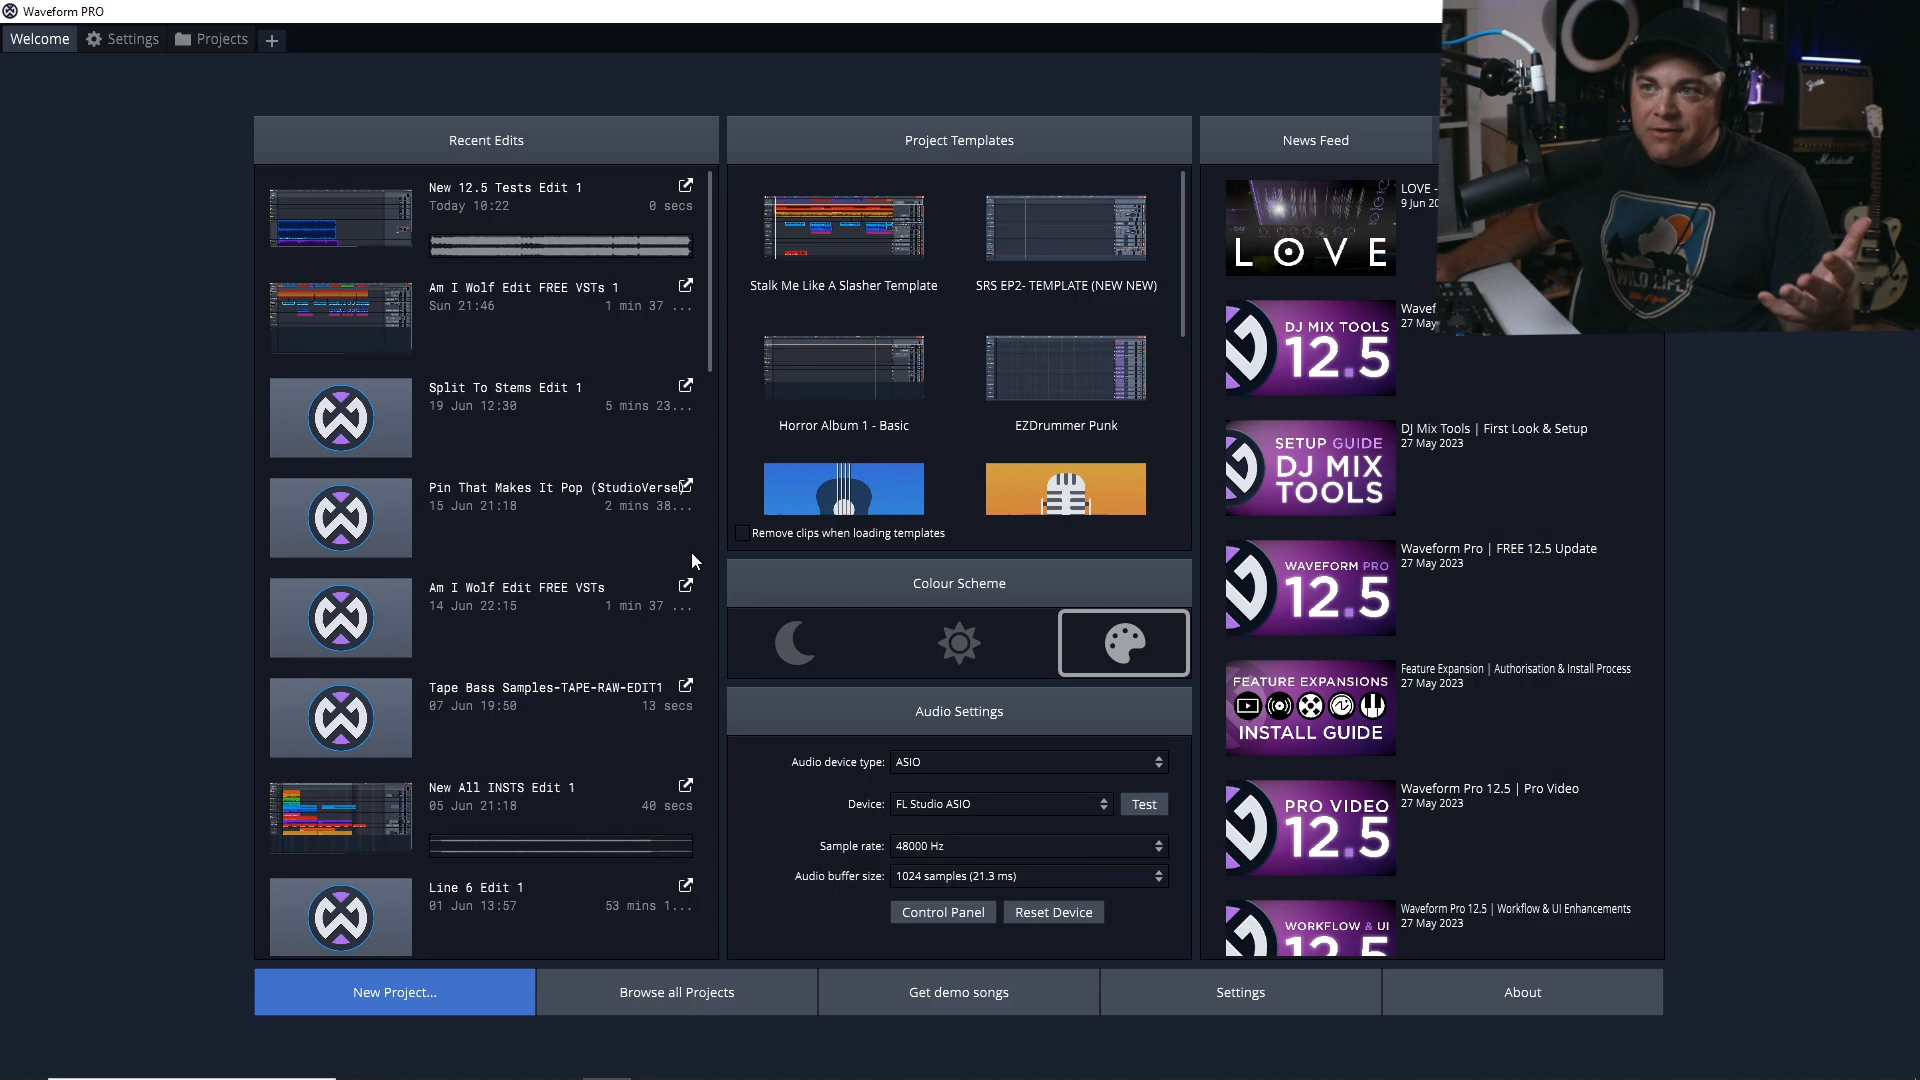 Waveform PRO
Welcome
Settings
Projects
+
Recent Edits
New 12.5 Tests Edit 1
Today 10:22
0 secs
Am I Wolf Edit FREE VSTs 1
Sun 21:46
1 min 37 ...
Split To Stems Edit 1
19 Jun 12:30
5 mins 23...
Pin That Makes It Pop (StudioVerse)
15 Jun 21:18
2 mins 38...
Am I Wolf Edit FREE VSTs
14 Jun 22:15
1 min 37 ...
Tape Bass Samples-TAPE-RAW-EDIT1
07 Jun 19:50
13 secs
New All INSTS Edit 1
05 Jun 21:18
40 secs
Line 6 Edit 1
01 Jun 13:57
53 mins 1...
Project Templates
Stalk Me Like A Slasher Template
SRS EP2- TEMPLATE (NEW NEW)
Horror Album 1 - Basic
EZDrummer Punk
Remove clips when loading templates
Colour Scheme
Audio Settings
Audio device type:
ASIO
Device:
FL Studio ASIO
Test
Sample rate:
48000 Hz
Audio buffer size:
1024 samples (21.3 ms)
Control Panel
Reset Device
News Feed
LOVE
LOVE -
9 Jun 20
DJ MIX TOOLS
12.5
Wavef
27 May
SETUP GUIDE
DJ MIX
TOOLS
DJ Mix Tools | First Look & Setup
27 May 2023
WAVEFORM PRO
12.5
Waveform Pro | FREE 12.5 Update
27 May 2023
FEATURE EXPANSIONS
INSTALL GUIDE
Feature Expansion | Authorisation & Install Process
27 May 2023
PRO VIDEO
12.5
Waveform Pro 12.5 | Pro Video
27 May 2023
WORKFLOW & UI
12.5
Waveform Pro 12.5 | Workflow & UI Enhancements
27 May 2023
Fender
Marshall
WILD LIFE
New Project...
Browse all Projects
Get demo songs
Settings
About